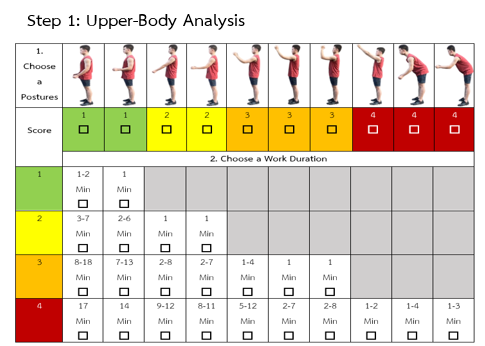 Step 1: Upper-Body Analysis
1. Choose a Postures
Score 1 1 2 2 3 3 3 4 4 4
2. Choose a Work Duration
1 1-2 Min 1 Min
2 3-7 Min 2-6 Min 1 Min 1 Min
3 8-18 Min 7-13 Min 2-8 Min 2-7 Min 1-4 Min 1 Min 1 Min
4 17 Min 14 Min 9-12 Min 8-11 Min 5-12 Min 2-7 Min 2-8 Min 1-2 Min 1-4 Min 1-3 Min